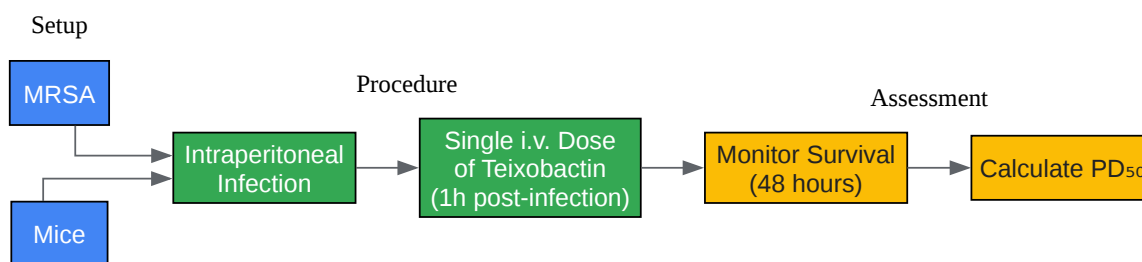 Setup
MRSA
Mice
Procedure
Intraperitoneal
Infection
Single i.v. Dose
of Teixobactin
(1h post-infection)
Assessment
Monitor Survival
(48 hours)
Calculate PD₅₀